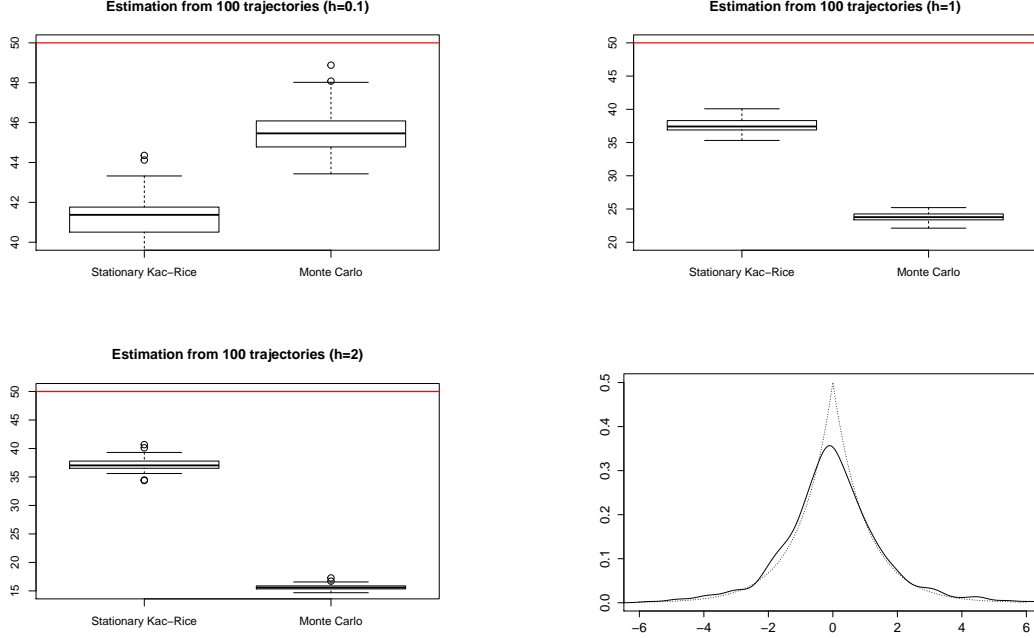 Estimation from 100 trajectories (h=0.1)
50
48
46
44
42
40
Stationary Kac−Rice
Monte Carlo
Estimation from 100 trajectories (h=1)
50
45
40
35
30
25
20
Stationary Kac−Rice
Monte Carlo
Estimation from 100 trajectories (h=2)
50
45
40
35
30
25
20
15
Stationary Kac−Rice
Monte Carlo
0.5
0.4
0.3
0.2
0.1
0.0
−6 −4 −2 0 2 4 6